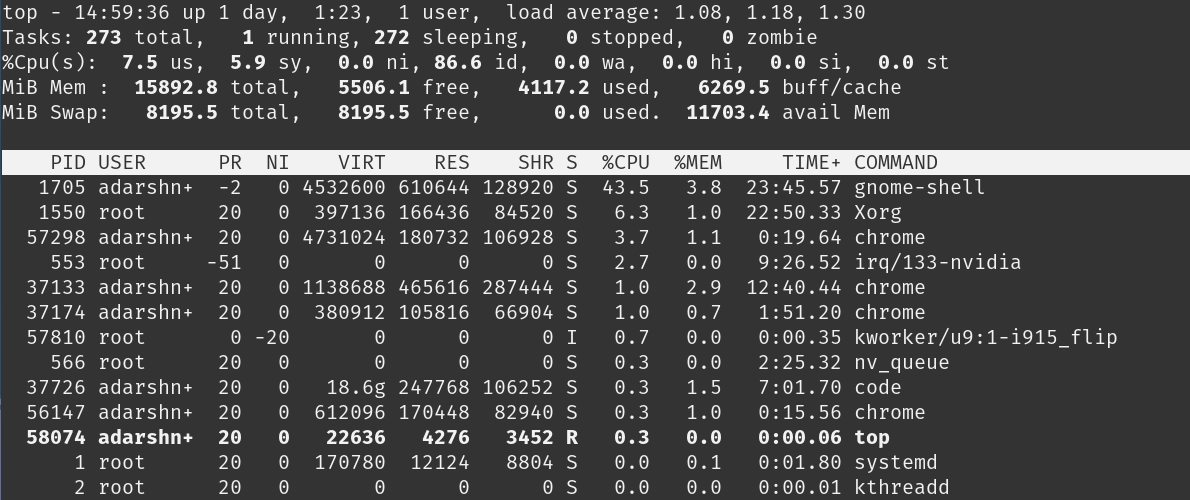 top - 14:59:36 up 1 day,  1:23,  1 user,  load average: 1.08, 1.18, 1.30
Tasks: 273 total,   1 running, 272 sleeping,   0 stopped,   0 zombie
%Cpu(s):  7.5 us,  5.9 sy,  0.0 ni, 86.6 id,  0.0 wa,  0.0 hi,  0.0 si,  0.0 st
MiB Mem :  15892.8 total,   5506.1 free,   4117.2 used,   6269.5 buff/cache
MiB Swap:   8195.5 total,   8195.5 free,      0.0 used.  11703.4 avail Mem
    PID USER      PR  NI    VIRT    RES    SHR S  %CPU  %MEM     TIME+ COMMAND
   1705 adarshn+  -2   0 4532600 610644 128920 S  43.5   3.8  23:45.57 gnome-shell
   1550 root      20   0  397136 166436  84520 S   6.3   1.0  22:50.33 Xorg
  57298 adarshn+  20   0 4731024 180732 106928 S   3.7   1.1   0:19.64 chrome
    553 root     -51   0       0      0      0 S   2.7   0.0   9:26.52 irq/133-nvidia
  37133 adarshn+  20   0 1138688 465616 287444 S   1.0   2.9  12:40.44 chrome
  37174 adarshn+  20   0  380912 105816  66904 S   1.0   0.7   1:51.20 chrome
  57810 root       0 -20       0      0      0 I   0.7   0.0   0:00.35 kworker/u9:1-i915_flip
    566 root      20   0       0      0      0 S   0.3   0.0   2:25.32 nv_queue
  37726 adarshn+  20   0   18.6g 247768 106252 S   0.3   1.5   7:01.70 code
  56147 adarshn+  20   0  612096 170448  82940 S   0.3   1.0   0:15.56 chrome
  58074 adarshn+  20   0   22636   4276   3452 R   0.3   0.0   0:00.06 top
      1 root      20   0  170780  12124   8804 S   0.0   0.1   0:01.80 systemd
      2 root      20   0       0      0      0 S   0.0   0.0   0:00.01 kthreadd